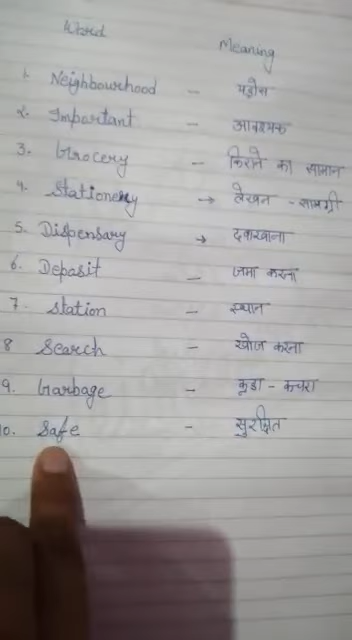 Word Meaning
1. Neighbourhood - पड़ोस
2. Important - आवश्यक
3. Grocery - किराने का सामान
4. Stationery → लेखन - सामग्री
5. Dispensary → दवाखाना
6. Deposit - जमा करना
7. Station - स्थान
8 Search - खोज करना
9. Garbage - कूडा - कचरा
10. Safe - सुरक्षित